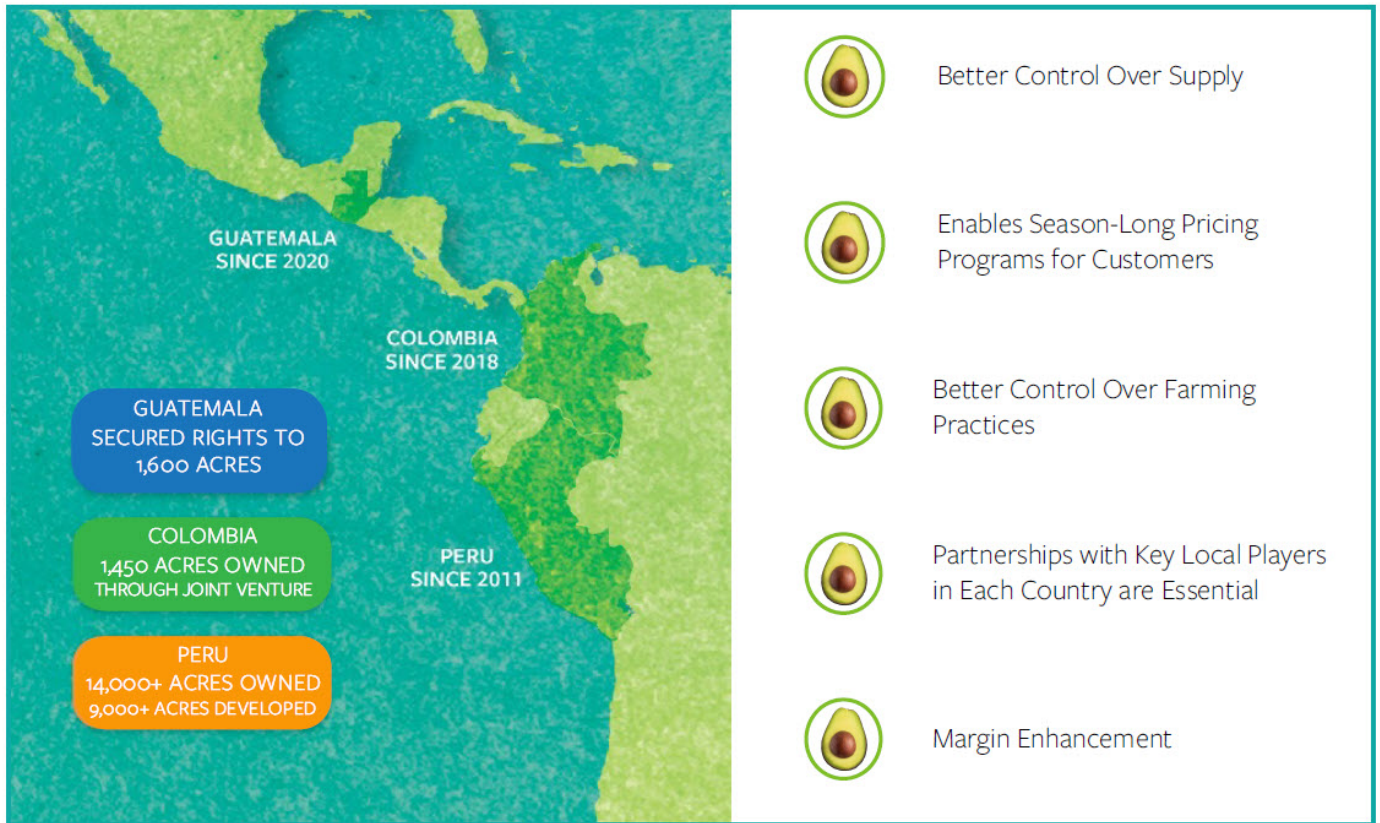 GUATEMALA
SINCE 2020
COLOMBIA
SINCE 2018
PERU
SINCE 2011
GUATEMALA
SECURED RIGHTS TO
1,600 ACRES
COLOMBIA
1,450 ACRES OWNED
THROUGH JOINT VENTURE
PERU
14,000+ ACRES OWNED
9,000+ ACRES DEVELOPED
Better Control Over Supply
Enables Season-Long Pricing
Programs for Customers
Better Control Over Farming
Practices
Partnerships with Key Local Players
in Each Country are Essential
Margin Enhancement